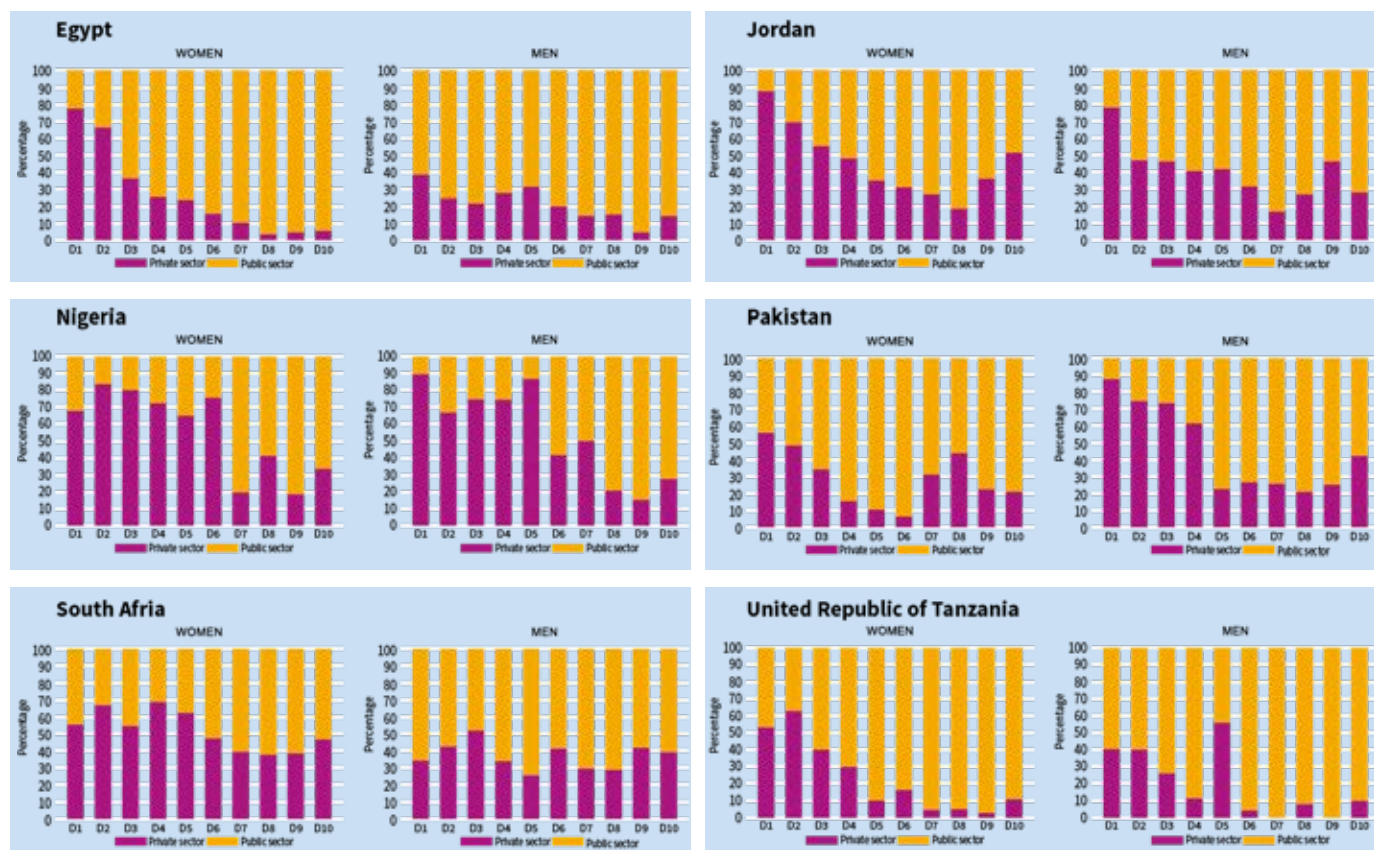 Egypt
WOMEN
MEN
Percentage
100
90
80
70
60
50
40
30
20
10
0
D1 D2 D3 D4 D5 D6 D7 D8 D9 D10
Private sector Public sector
Percentage
100
90
80
70
60
50
40
30
20
10
0
D1 D2 D3 D4 D5 D6 D7 D8 D9 D10
Private sector Public sector
Jordan
WOMEN
MEN
Percentage
100
90
80
70
60
50
40
30
20
10
0
D1 D2 D3 D4 D5 D6 D7 D8 D9 D10
Private sector Public sector
Percentage
100
90
80
70
60
50
40
30
20
10
0
D1 D2 D3 D4 D5 D6 D7 D8 D9 D10
Private sector Public sector
Nigeria
WOMEN
MEN
Percentage
100
90
80
70
60
50
40
30
20
10
0
D1 D2 D3 D4 D5 D6 D7 D8 D9 D10
Private sector Public sector
Percentage
100
90
80
70
60
50
40
30
20
10
0
D1 D2 D3 D4 D5 D6 D7 D8 D9 D10
Private sector Public sector
Pakistan
WOMEN
MEN
Percentage
100
90
80
70
60
50
40
30
20
10
0
D1 D2 D3 D4 D5 D6 D7 D8 D9 D10
Private sector Public sector
Percentage
100
90
80
70
60
50
40
30
20
10
0
D1 D2 D3 D4 D5 D6 D7 D8 D9 D10
Private sector Public sector
South Afria
WOMEN
MEN
Percentage
100
90
80
70
60
50
40
30
20
10
0
D1 D2 D3 D4 D5 D6 D7 D8 D9 D10
Private sector Public sector
Percentage
100
90
80
70
60
50
40
30
20
10
0
D1 D2 D3 D4 D5 D6 D7 D8 D9 D10
Private sector Public sector
United Republic of Tanzania
WOMEN
MEN
Percentage
100
90
80
70
60
50
40
30
20
10
0
D1 D2 D3 D4 D5 D6 D7 D8 D9 D10
Private sector Public sector
Percentage
100
90
80
70
60
50
40
30
20
10
0
D1 D2 D3 D4 D5 D6 D7 D8 D9 D10
Private sector Public sector